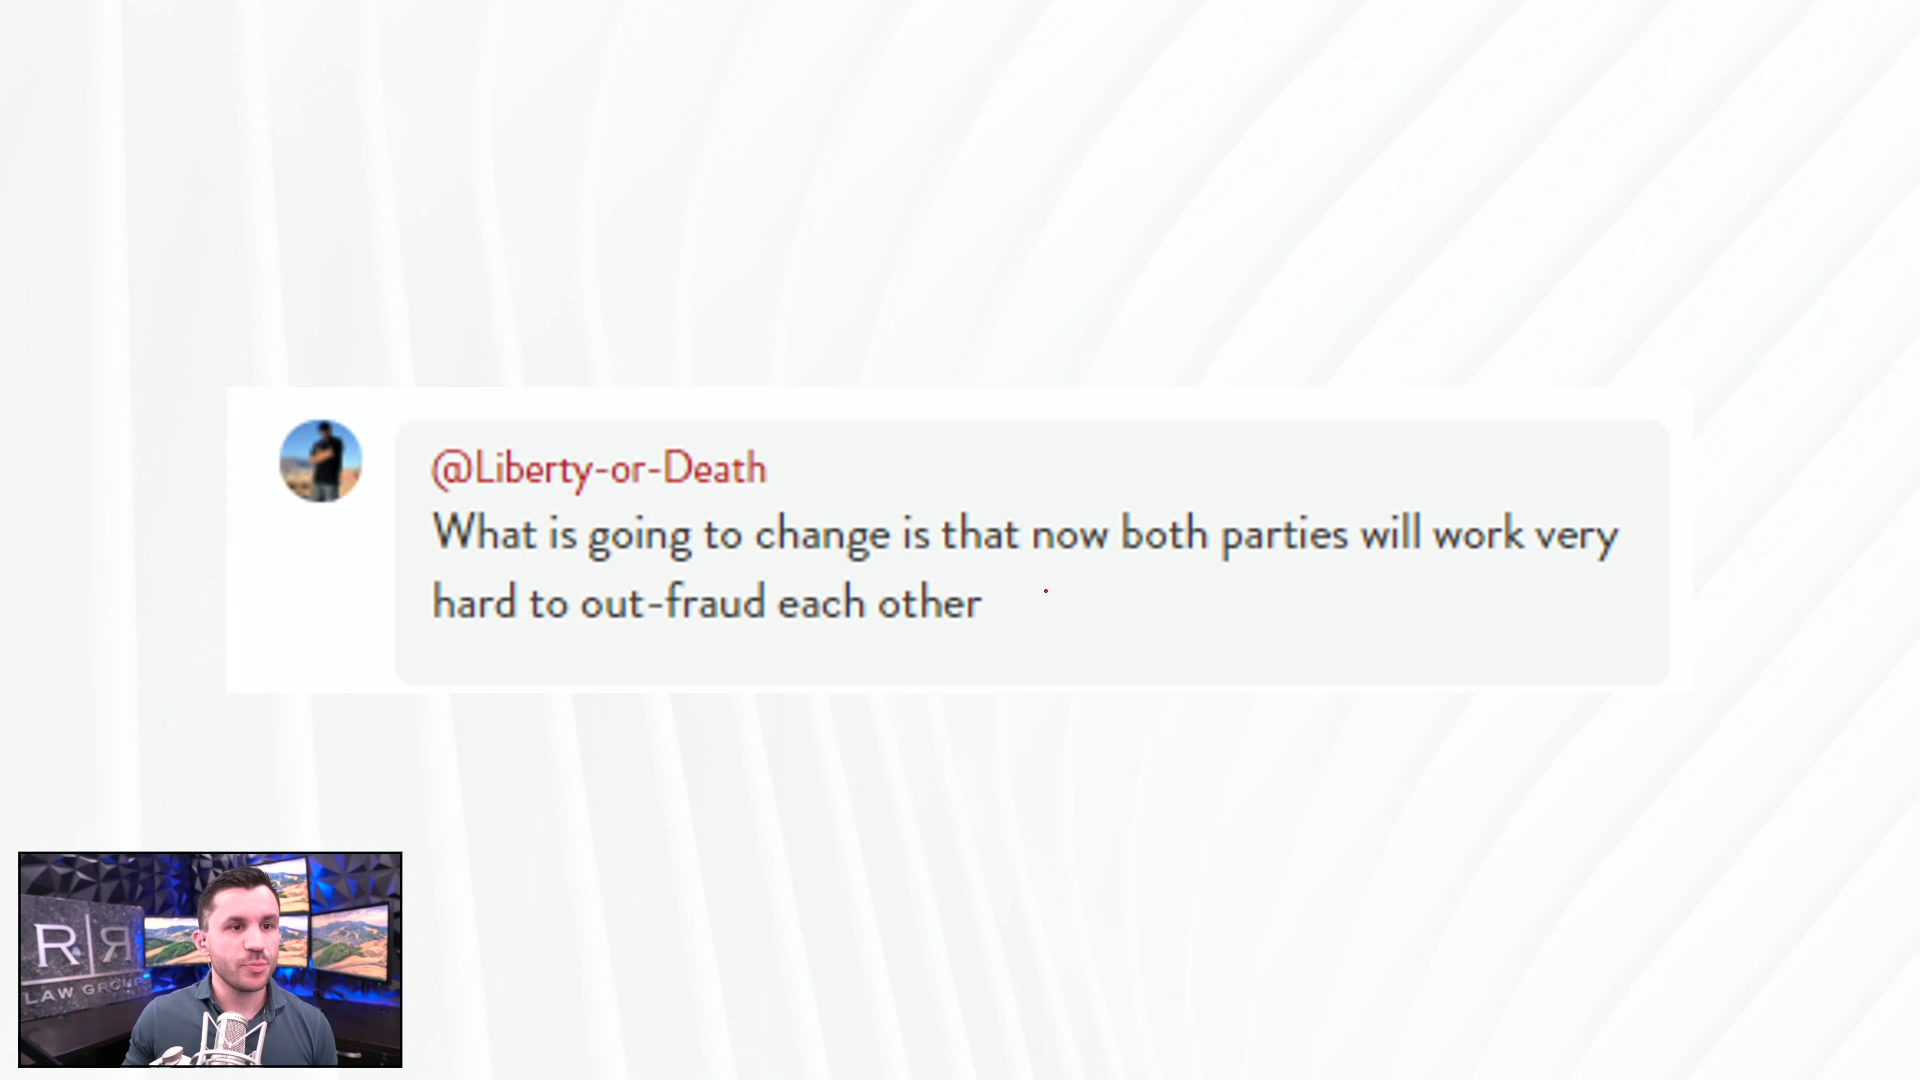 @Liberty-or-Death
What is going to change is that now both parties will work very
hard to out-fraud each other
R|R
LAW GROUP